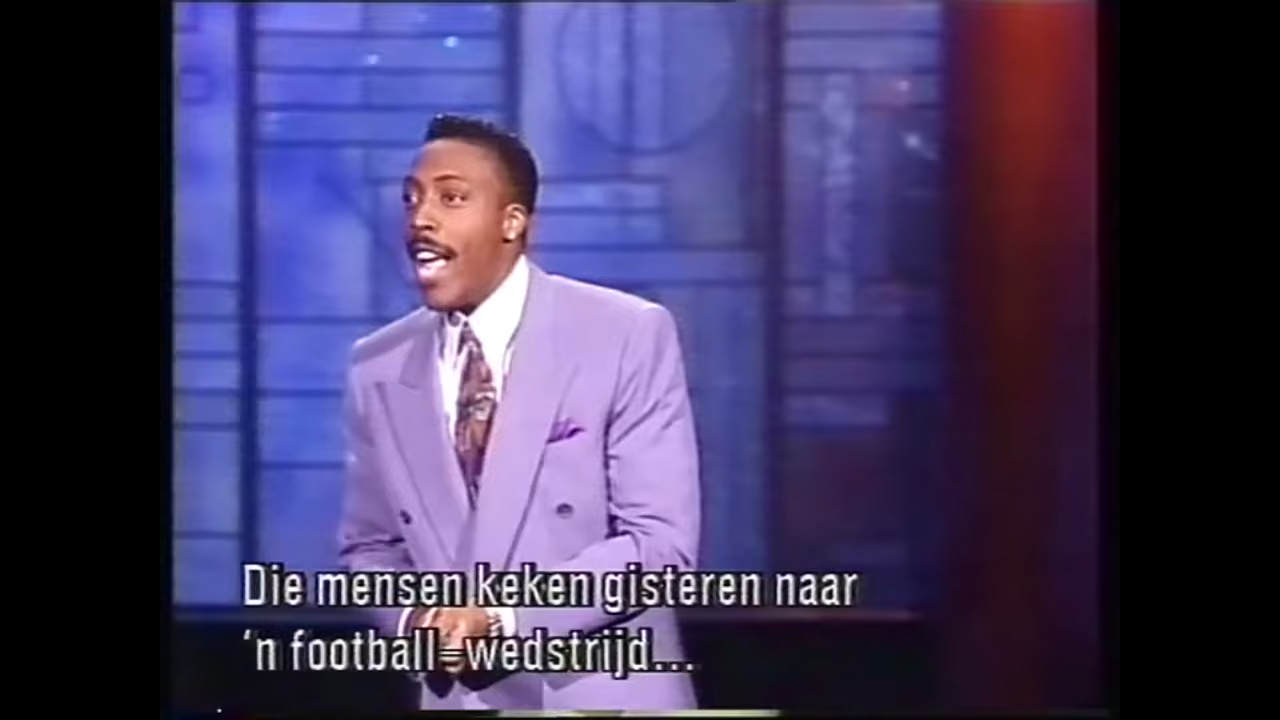 Die mensen keken gisteren naar
‘n football-wedstrijd...